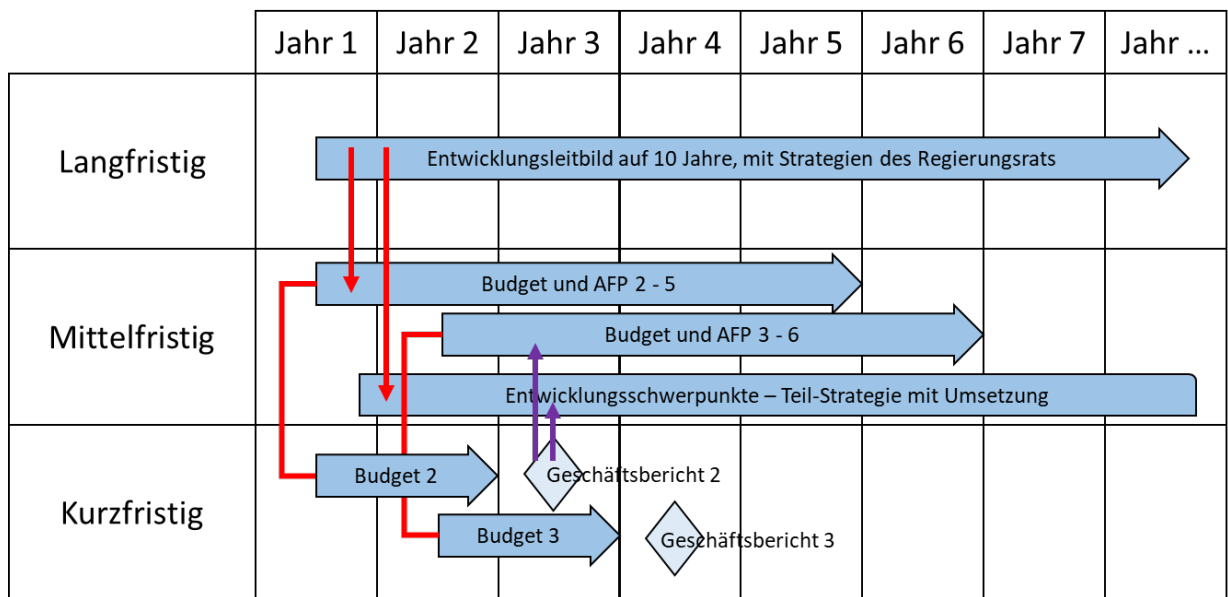 Jahr 1 Jahr 2 Jahr 3 Jahr 4 Jahr 5 Jahr 6 Jahr 7 Jahr ...
Langfristig
Entwicklungsleitbild auf 10 Jahre, mit Strategien des Regierungsrats
Mittelfristig
Budget und AFP 2 - 5
Budget und AFP 3 - 6
Entwicklungsschwerpunkte – Teil-Strategie mit Umsetzung
Kurzfristig
Budget 2
Geschäftsbericht 2
Budget 3
Geschäftsbericht 3